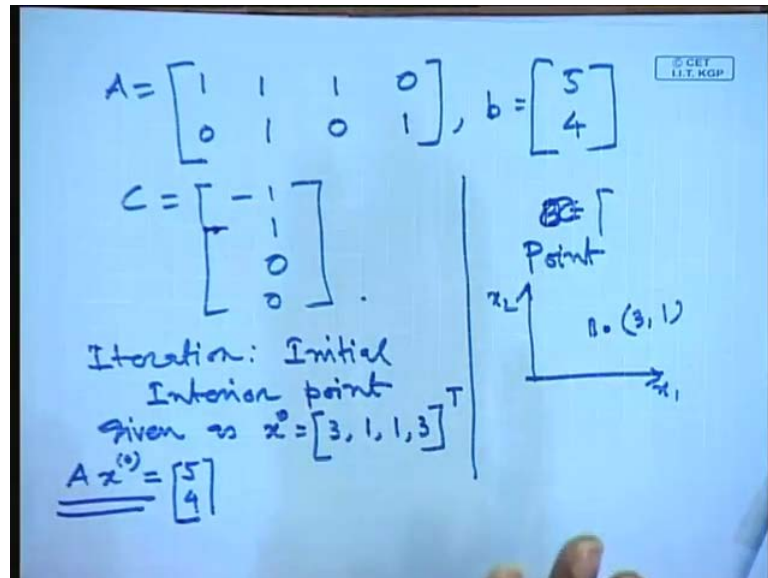 © CET
I.I.T. KGP
A = [ 1 1 1 0
0 1 0 1 ], b = [ 5
4 ]
C = [ - 1
- 1
0
0 ] .
Point
x₂
(3, 1)
x₁
Iteration: Initial
Interior point
given as x⁰ = [3, 1, 1, 3]ᵀ
A x⁽⁰⁾ = [ 5
4 ]